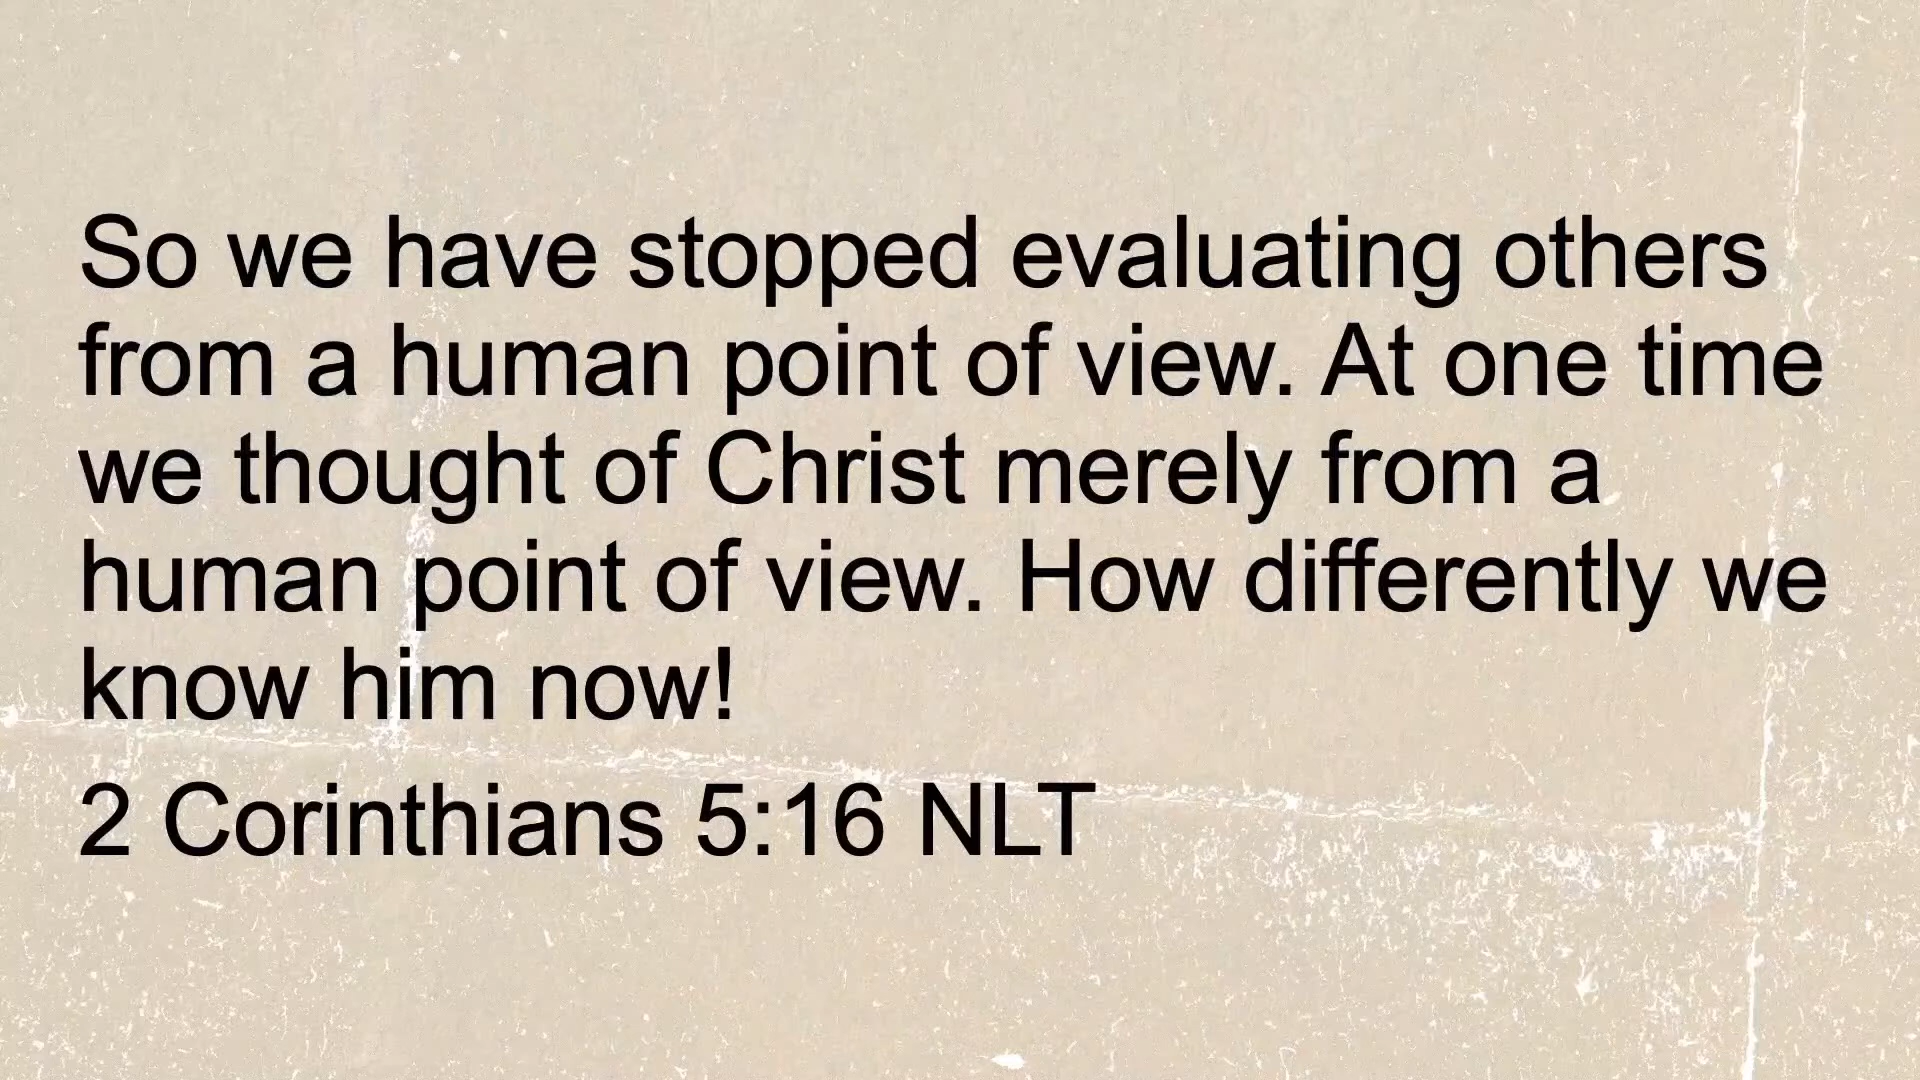 So we have stopped evaluating others
from a human point of view. At one time
we thought of Christ merely from a
human point of view. How differently we
know him now!
2 Corinthians 5:16 NLT